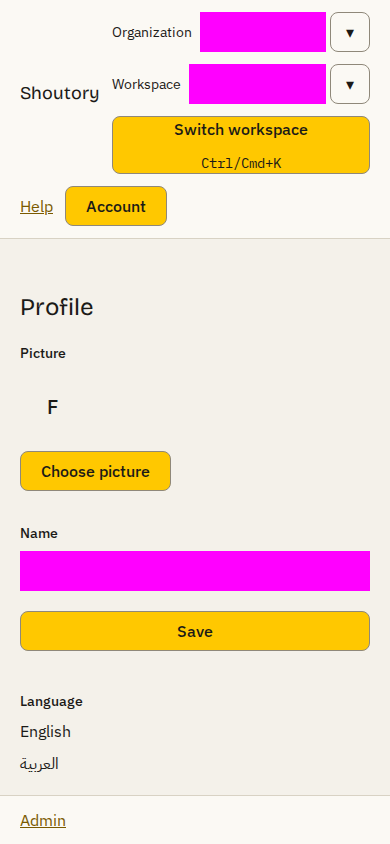 Shoutory
Organization
▼
Workspace
▼
Switch workspace
Ctrl/Cmd+K
Help
Account
Profile
Picture
F
Choose picture
Name
Save
Language
English
العربية
Admin